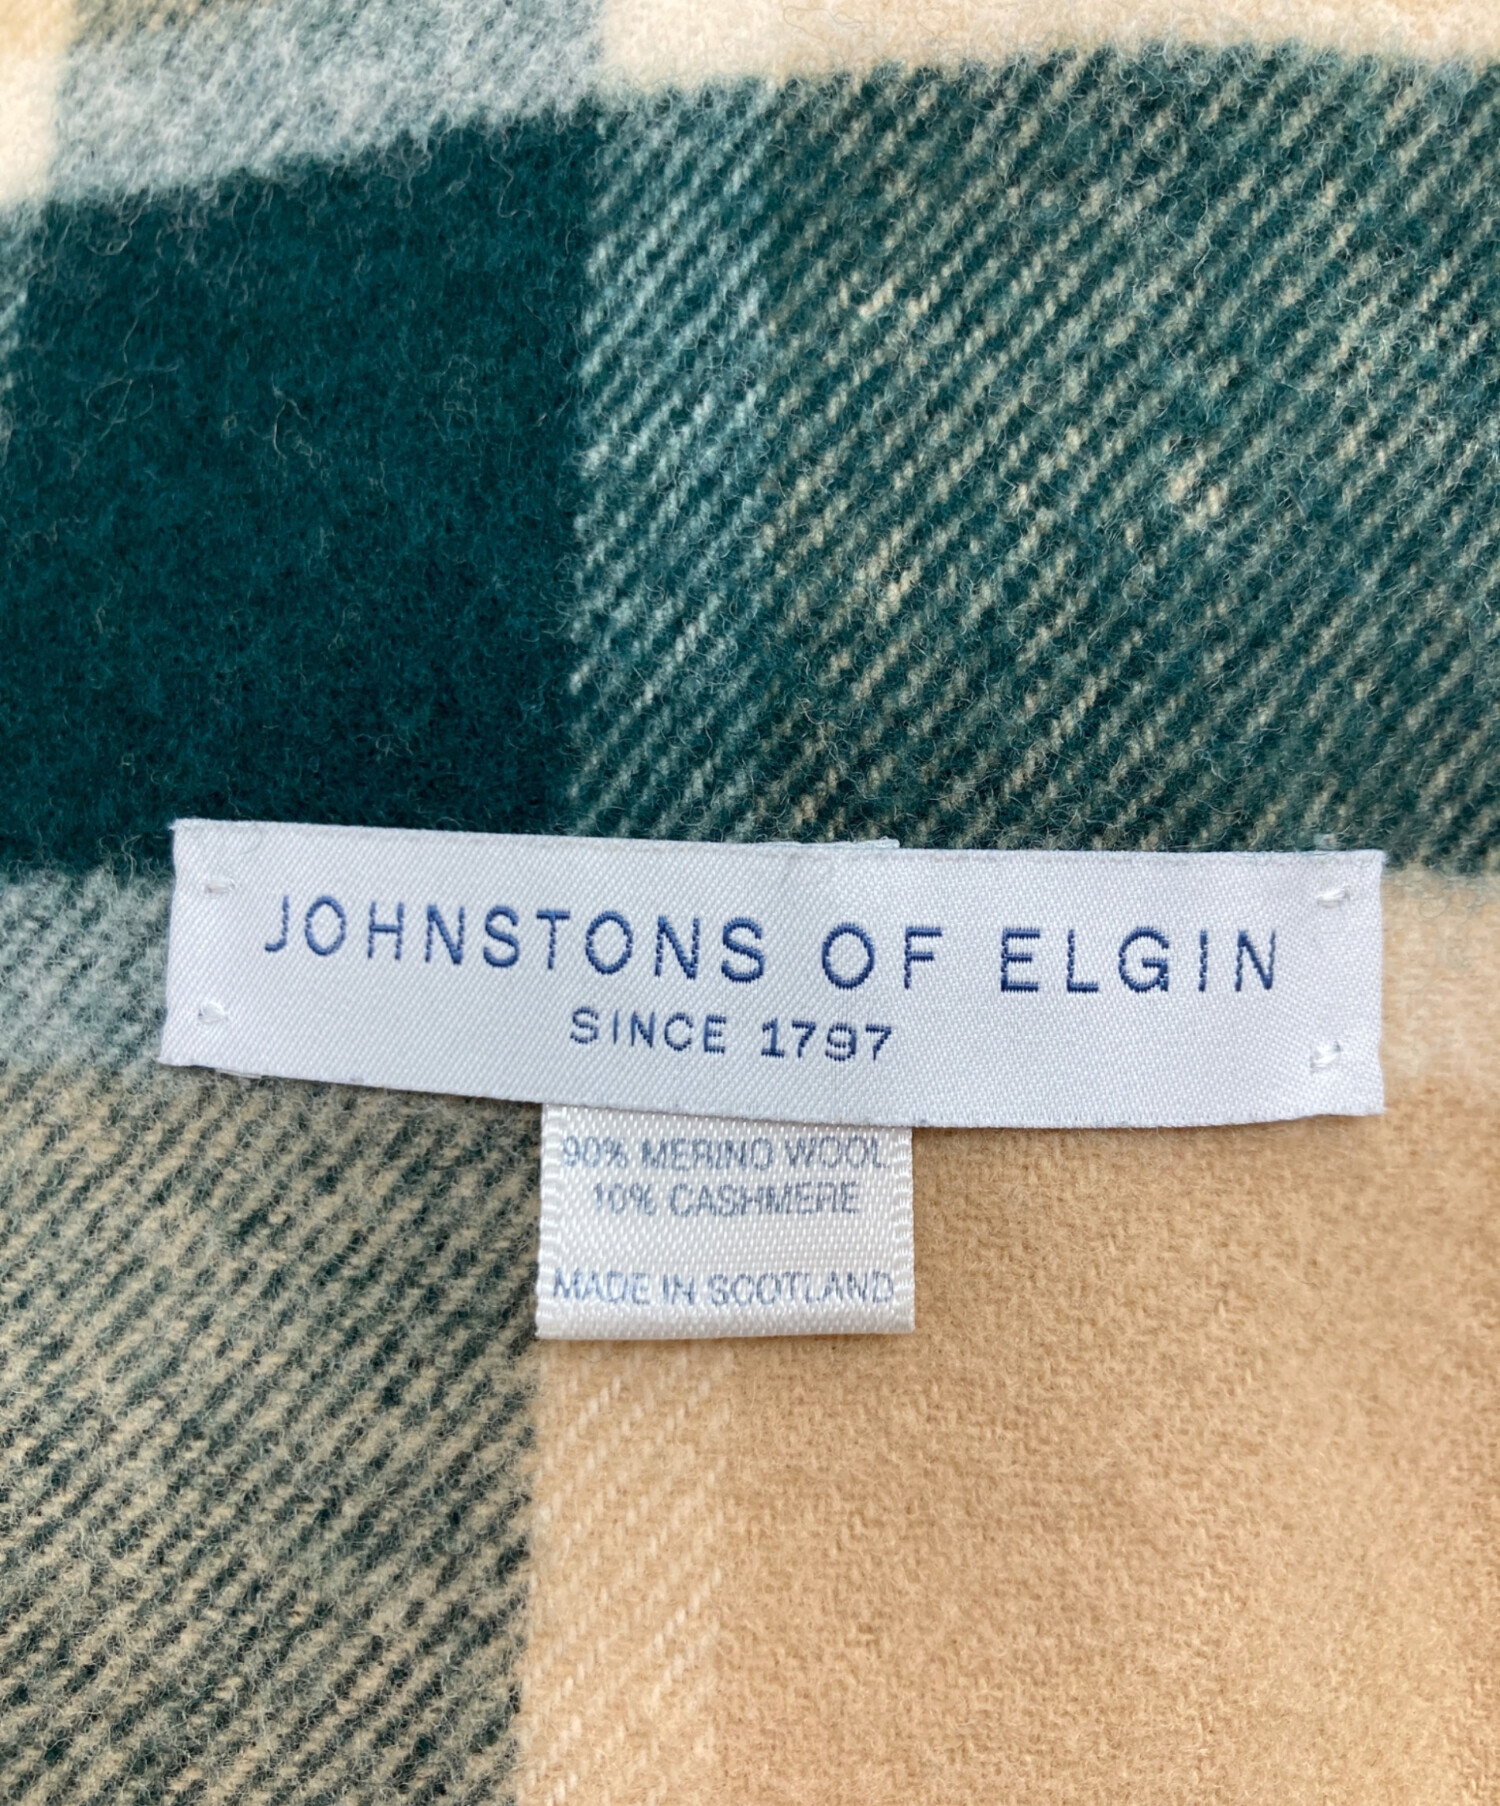 JOHNSTONS OF ELGIN
SINCE 1797
90% MERINO WOOL
10% CASHMERE
MADE IN SCOTLAND